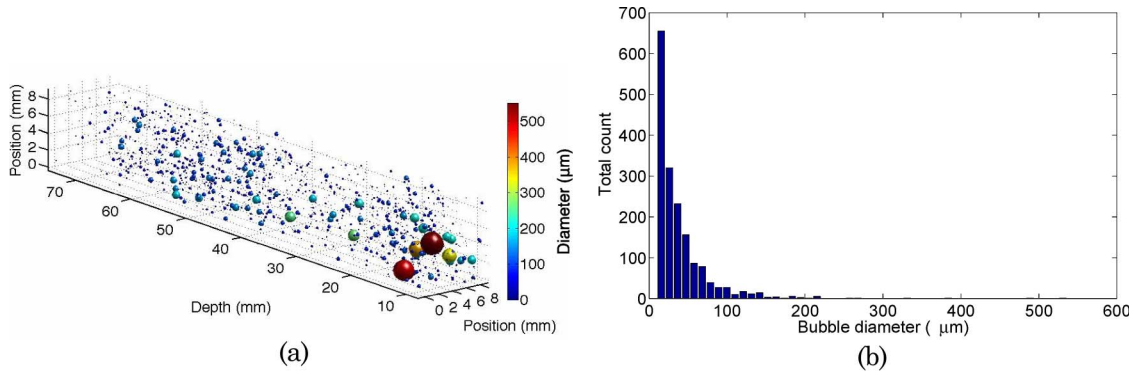 8
6
4
2
0
Position (mm)
70
60
50
40
30
20
10
Depth (mm)
0 2 4 6 8
Position (mm)
500
400
300
200
100
0
Diameter (μm)
(a)
700
600
500
400
300
200
100
0
Total count
0 100 200 300 400 500 600
Bubble diameter ( μm)
(b)